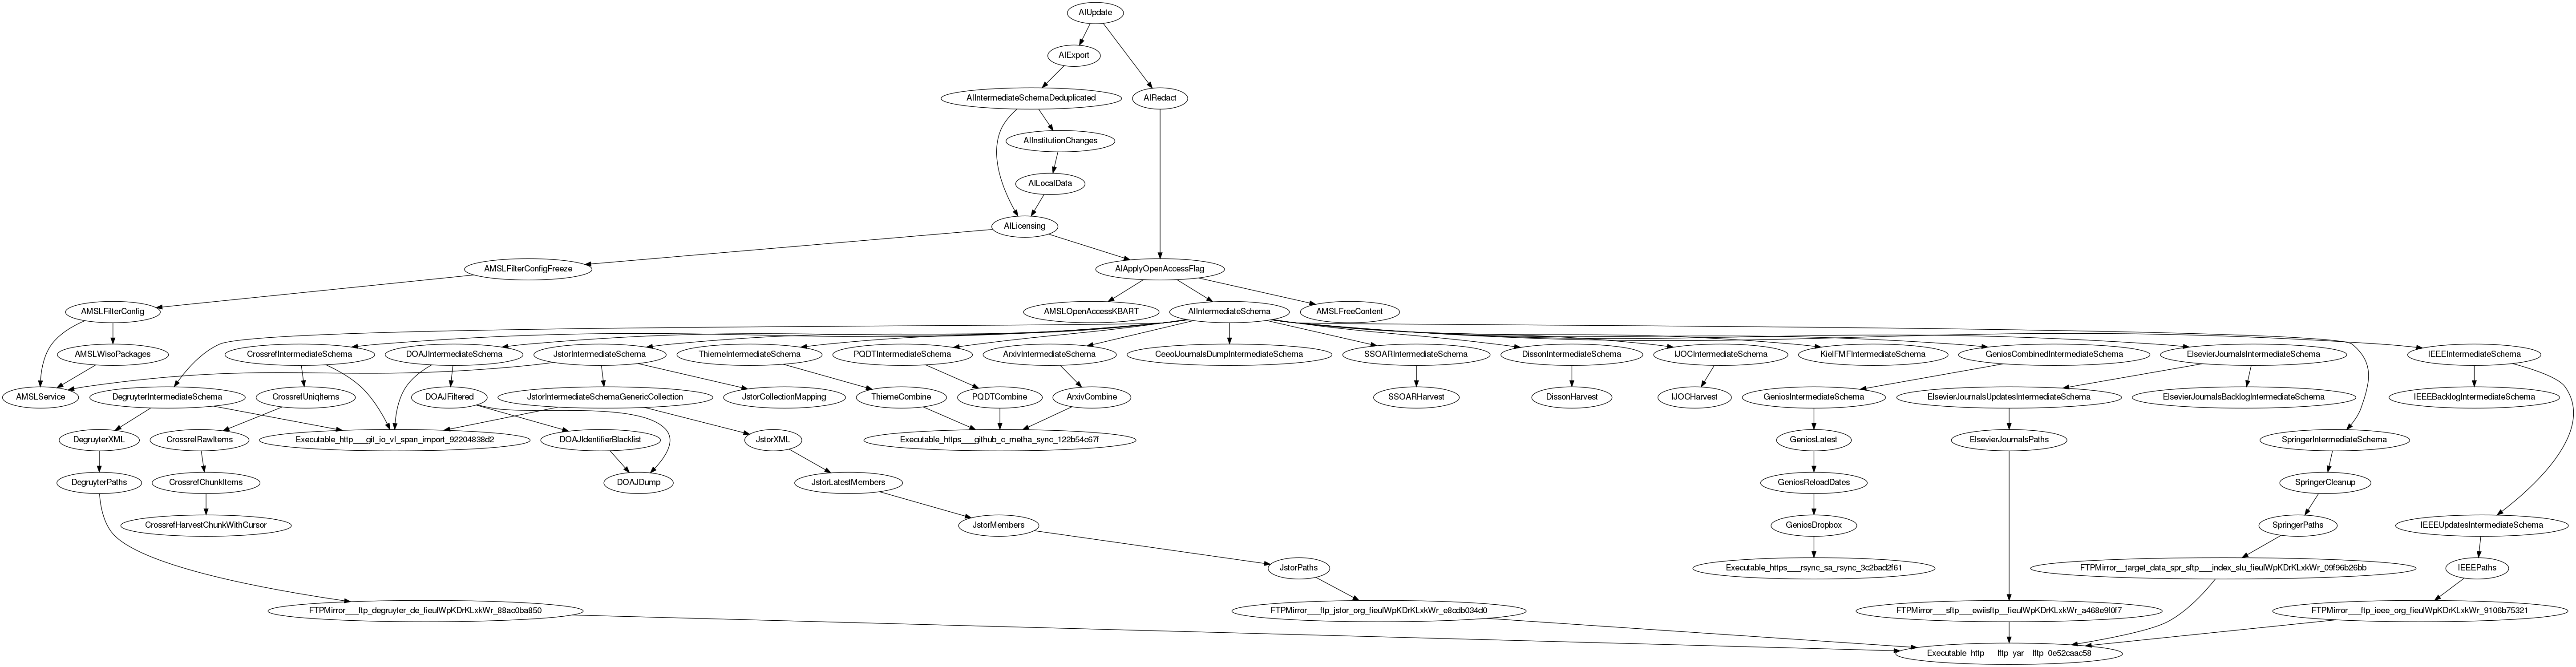 AIUpdate
AIExport
AIIntermediateSchemaDeduplicated
AIRedact
AIInstitutionChanges
AILocalData
AILicensing
AMSLFilterConfigFreeze
AIApplyOpenAccessFlag
AMSLFilterConfig
AMSLOpenAccessKBART
AIIntermediateSchema
AMSLFreeContent
AMSLWisoPackages
CrossrefIntermediateSchema
DOAJIntermediateSchema
JstorIntermediateSchema
ThiemeIntermediateSchema
PQDTIntermediateSchema
ArxivIntermediateSchema
CeeolJournalsDumpIntermediateSchema
SSOARIntermediateSchema
DissonIntermediateSchema
IJOCIntermediateSchema
KielFMFIntermediateSchema
GeniosCombinedIntermediateSchema
ElsevierJournalsIntermediateSchema
IEEEIntermediateSchema
AMSLService
DegruyterIntermediateSchema
CrossrefUniqItems
DOAJFiltered
JstorIntermediateSchemaGenericCollection
JstorCollectionMapping
ThiemeCombine
PQDTCombine
ArxivCombine
SSOARHarvest
DissonHarvest
IJOCHarvest
GeniosIntermediateSchema
ElsevierJournalsUpdatesIntermediateSchema
ElsevierJournalsBacklogIntermediateSchema
IEEEBacklogIntermediateSchema
DegruyterXML
CrossrefRawItems
Executable_http___git_io_vI_span_import_92204838d2
DOAJIdentifierBlacklist
JstorXML
Executable_https___github_c_metha_sync_122b54c67f
GeniosLatest
ElsevierJournalsPaths
SpringerIntermediateSchema
DegruyterPaths
CrossrefChunkItems
DOAJDump
JstorLatestMembers
GeniosReloadDates
SpringerCleanup
CrossrefHarvestChunkWithCursor
JstorMembers
GeniosDropbox
SpringerPaths
IEEEUpdatesIntermediateSchema
JstorPaths
Executable_https___rsync_sa_rsync_3c2bad2f61
FTPMirror__target_data_spr_sftp___index_slu_fieulWpKDrKLxkWr_09f96b26bb
IEEEPaths
FTPMirror___ftp_degruyter_de_fieulWpKDrKLxkWr_88ac0ba850
FTPMirror___ftp_jstor_org_fieulWpKDrKLxkWr_e8cdb034d0
FTPMirror___sftp___ewiisftp__fieulWpKDrKLxkWr_a468e9f0f7
FTPMirror___ftp_ieee_org_fieulWpKDrKLxkWr_9106b75321
Executable_http___lftp_yar__lftp_0e52caac58